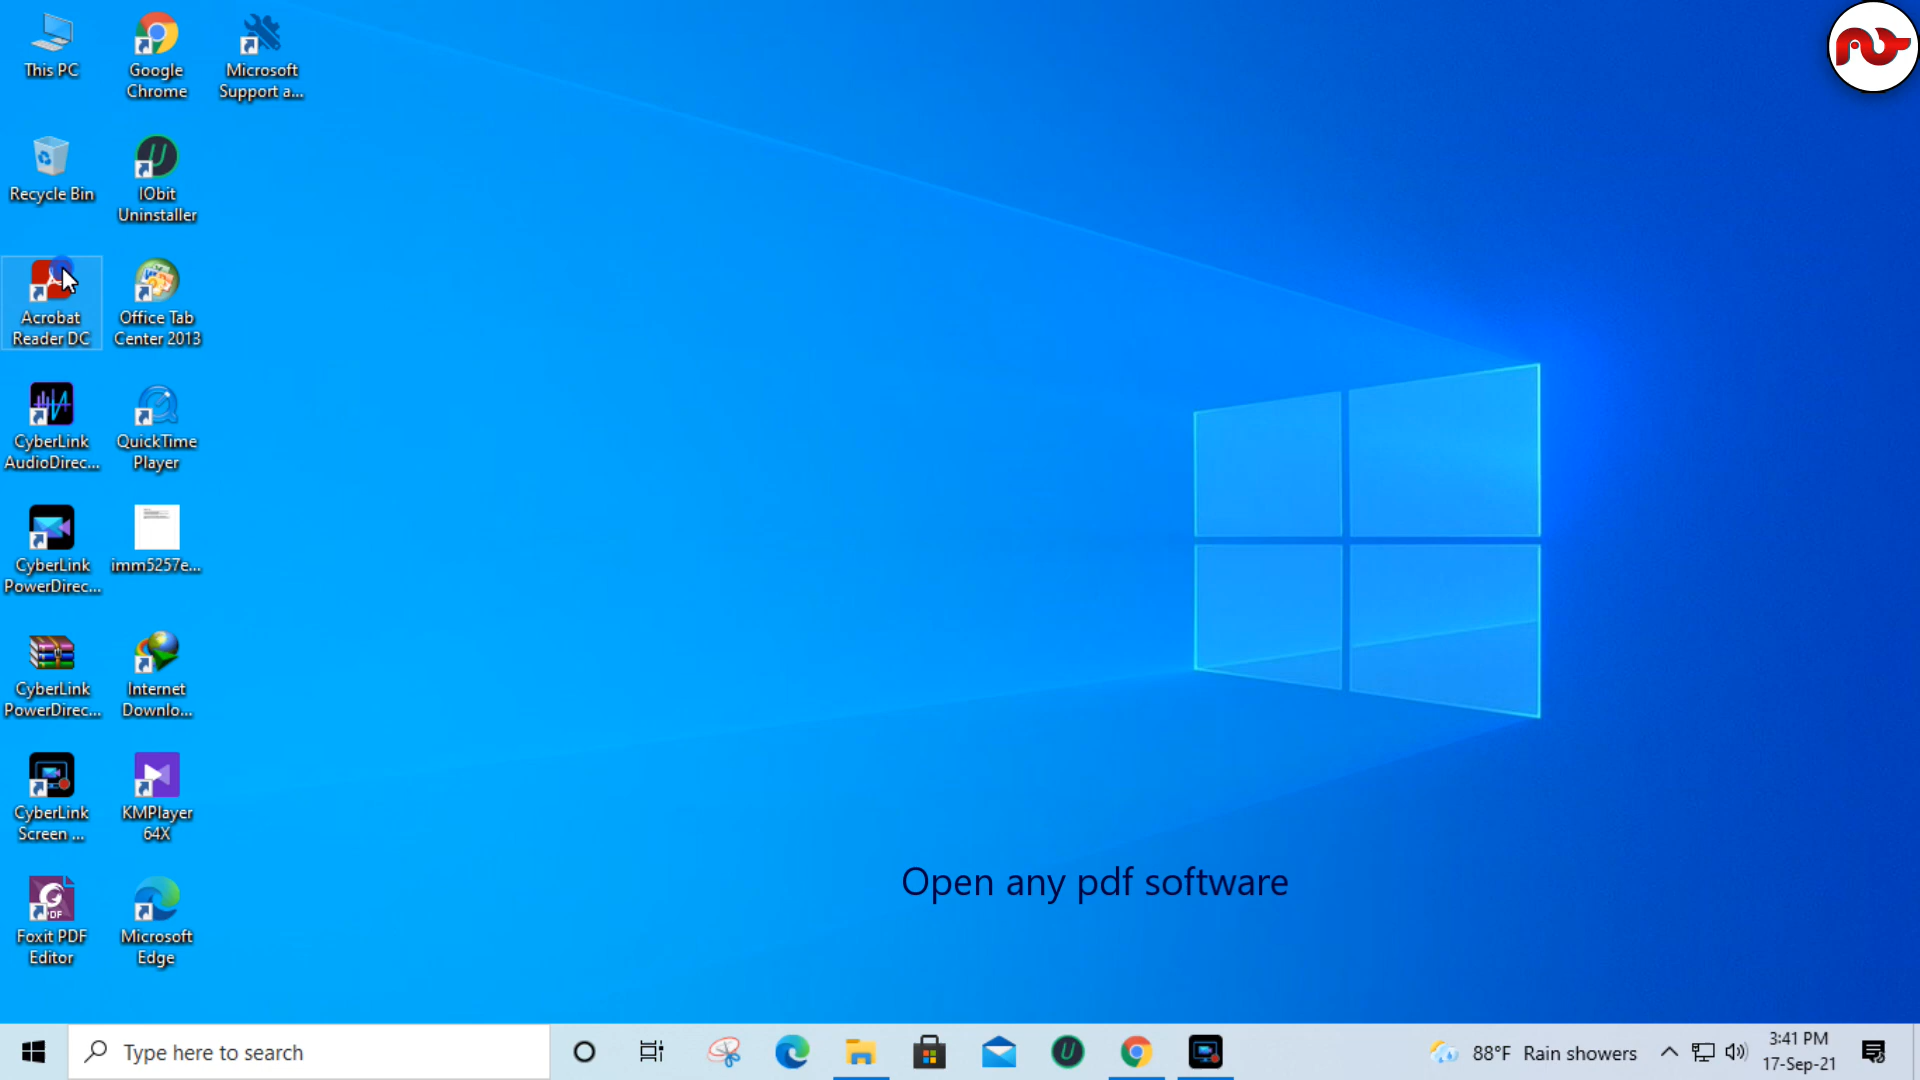 This PC
Google
Chrome
Microsoft
Support a...
Recycle Bin
IObit
Uninstaller
Acrobat
Reader DC
Office Tab
Center 2013
CyberLink
AudioDirec...
QuickTime
Player
CyberLink
PowerDirec...
imm5257e...
CyberLink
PowerDirec...
Internet
Downlo...
CyberLink
Screen ...
KMPlayer
64X
Foxit PDF
Editor
Microsoft
Edge
Open any pdf software
Type here to search
88°F Rain showers
3:41 PM
17-Sep-21